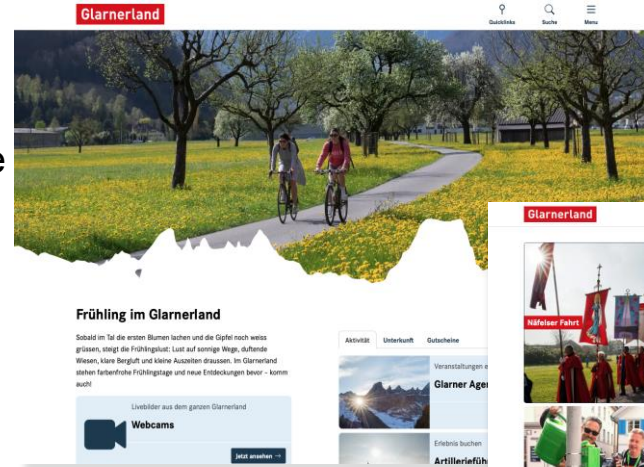 Glarnerland
Quicklinks
Suche
Menu
e
Glarnerland
Näfelser Fahrt
Frühling im Glarnerland
Sobald im Tal die ersten Blumen lachen und die Gipfel noch weiss
grüssen, steigt die Frühlingslust: Lust auf sonnige Wege, duftende
Wiesen, klare Bergluft und kleine Auszeiten draussen. Im Glarnerland
stehen farbenfrohe Frühlingstage und neue Entdeckungen bevor – komm
auch!
Livebilder aus dem ganzen Glarnerland
Webcams
Jetzt ansehen →
Aktivität
Unterkunft
Gutscheine
Veranstaltungen e
Glarner Agen
Erlebnis buchen
Artilleriefüh